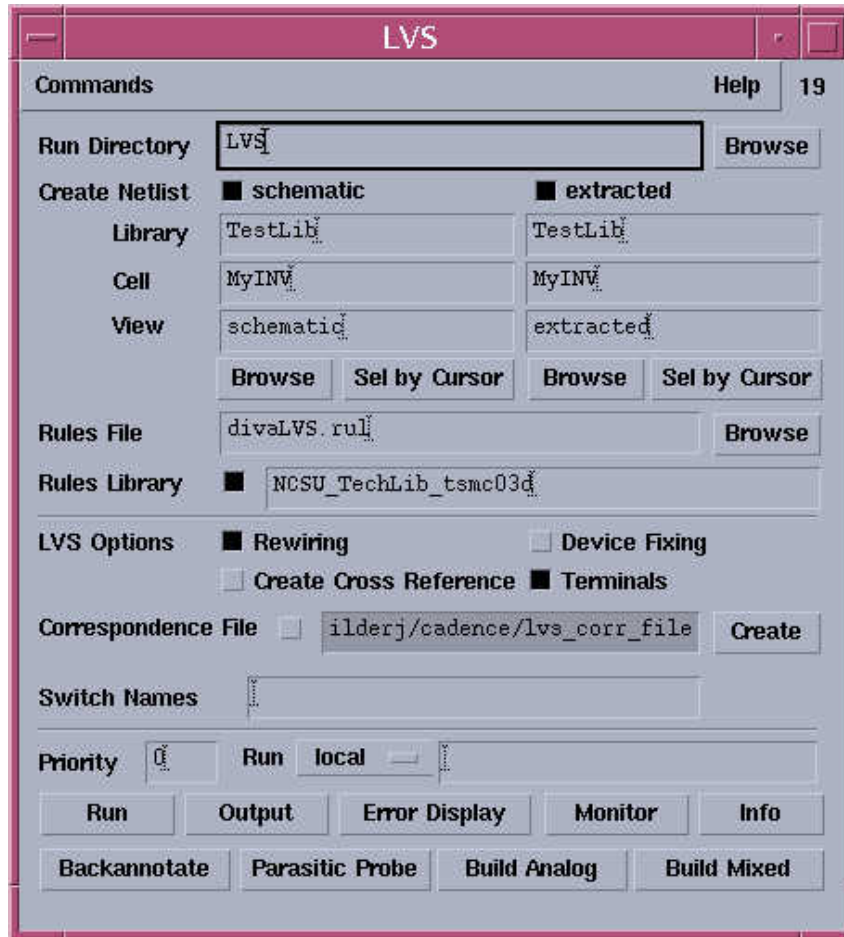 LVS
Commands Help 19
Run Directory LVS Browse
Create Netlist schematic extracted
Library TestLib TestLib
Cell MyINV MyINV
View schematic extracted
Browse Sel by Cursor Browse Sel by Cursor
Rules File divaLVS.rul Browse
Rules Library NCSU_TechLib_tsmc03d
LVS Options Rewiring Device Fixing
Create Cross Reference Terminals
Correspondence File ilderj/cadence/lvs_corr_file Create
Switch Names
Priority 0 Run local
Run Output Error Display Monitor Info
Backannotate Parasitic Probe Build Analog Build Mixed